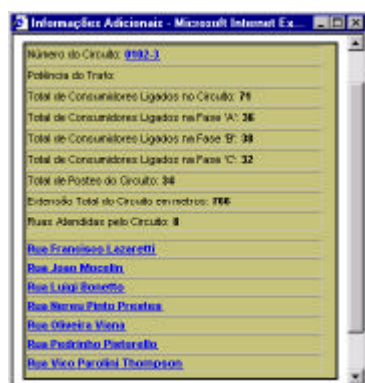 Informações Adicionais - Microsoft Internet Ex...
Número do Circuito: 0102-3
Potência do Trafo:
Total de Consumidores Ligados no Circuito: 71
Total de Consumidores Ligados na Fase 'A': 36
Total de Consumidores Ligados na Fase 'B': 38
Total de Consumidores Ligados na Fase 'C': 32
Total de Postes do Circuito: 34
Extensão Total do Circuito em metros: 766
Ruas Atendidas pelo Circuito: 8
Rua Francisco Lazaretti
Rua Joao Mocelin
Rua Luigi Bonetto
Rua Nereu Pinto Prestes
Rua Oliveira Viana
Rua Pedrinho Pistorello
Rua Vico Parolini Thompson